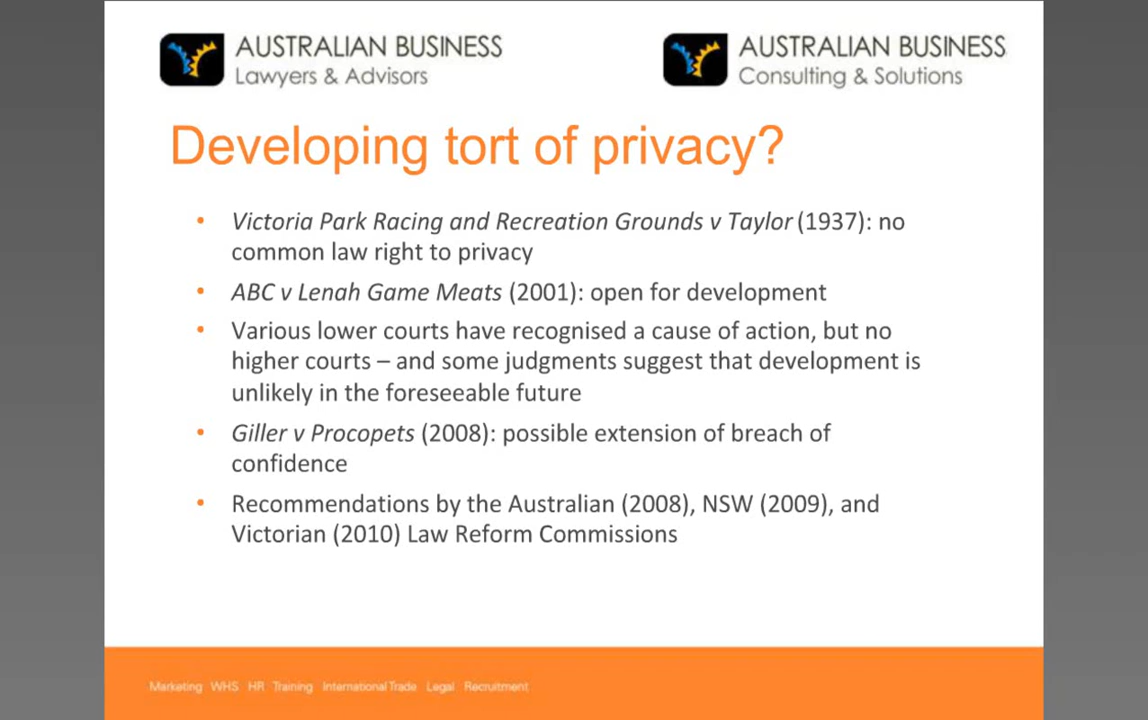 AUSTRALIAN BUSINESS
Lawyers & Advisors
AUSTRALIAN BUSINESS
Consulting & Solutions
Developing tort of privacy?
• Victoria Park Racing and Recreation Grounds v Taylor (1937): no
common law right to privacy
• ABC v Lenah Game Meats (2001): open for development
• Various lower courts have recognised a cause of action, but no
higher courts – and some judgments suggest that development is
unlikely in the foreseeable future
• Giller v Procopets (2008): possible extension of breach of
confidence
• Recommendations by the Australian (2008), NSW (2009), and
Victorian (2010) Law Reform Commissions
Marketing WHS HR Training International Trade Legal Recruitment